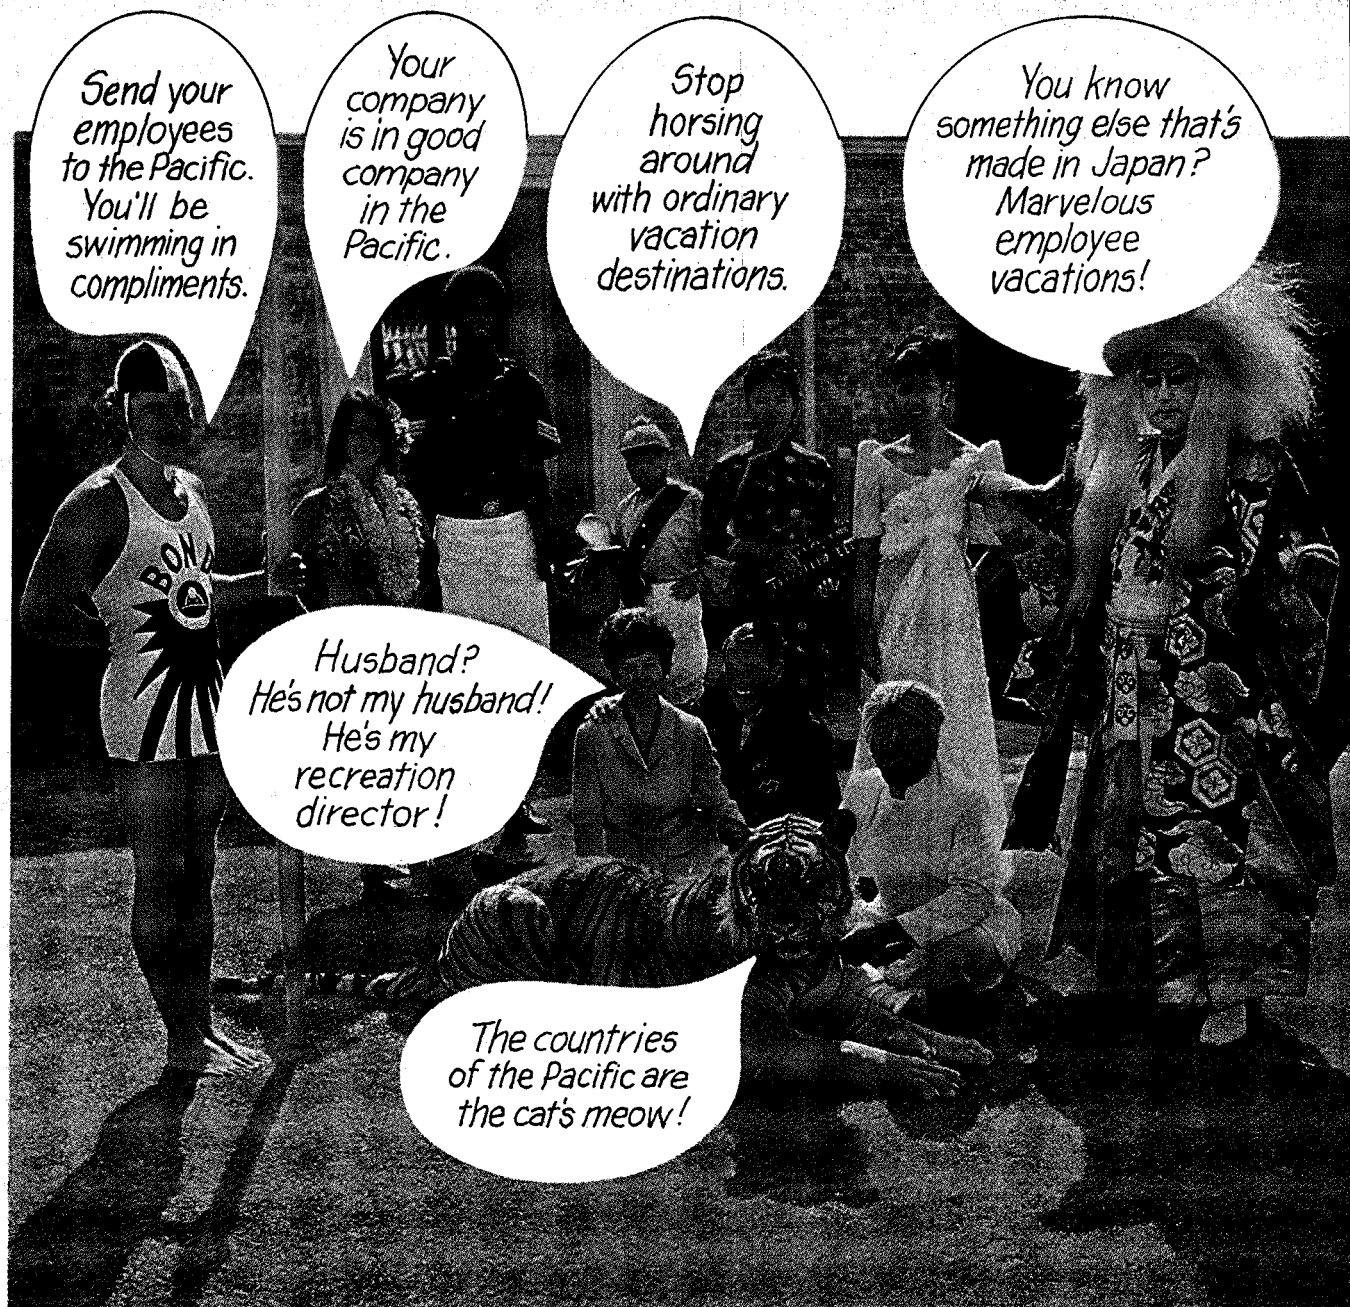 Send your
employees
to the Pacific.
You'll be
swimming in
compliments.
Your
company
is in good
company
in the
Pacific.
Stop
horsing
around
with ordinary
vacation
destinations.
You know
something else that's
made in Japan?
Marvelous
employee
vacations!
Husband?
He's not my husband!
He's my
recreation
director!
The countries
of the Pacific are
the cat's meow!